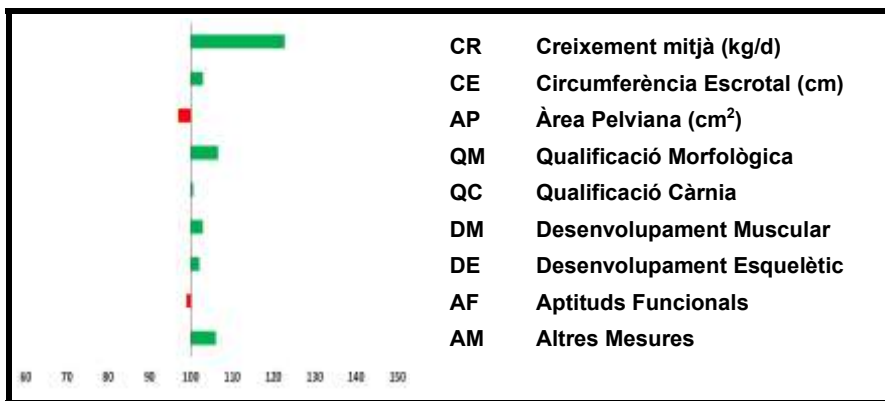 CR Creixement mitjà (kg/d)
CE Circumferència Escrotal (cm)
AP Àrea Pelviana (cm²)
QM Qualificació Morfològica
QC Qualificació Càrnia
DM Desenvolupament Muscular
DE Desenvolupament Esquelètic
AF Aptituds Funcionals
AM Altres Mesures
60 70 80 90 100 110 120 130 140 150